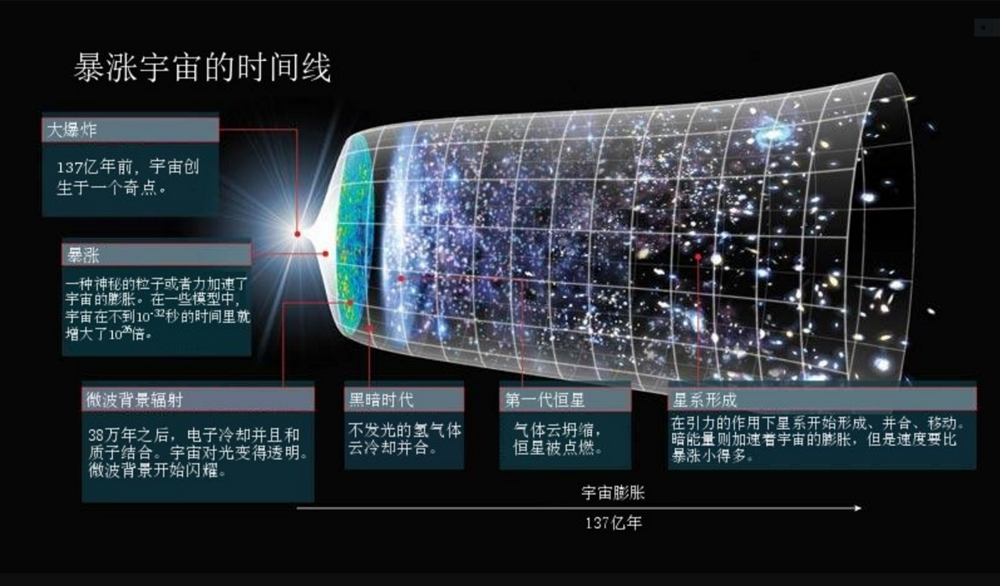 暴涨宇宙的时间线
大爆炸
137亿年前，宇宙创
生于一个奇点。
暴涨
一种神秘的粒子或者力加速了
宇宙的膨胀。在一些模型中，
宇宙在不到10⁻³²秒的时间里就
增大了10²⁶倍。
微波背景辐射
38万年之后，电子冷却并且和
质子结合。宇宙对光变得透明。
微波背景开始闪耀。
黑暗时代
不发光的氢气体
云冷却并合。
第一代恒星
气体云坍缩，
恒星被点燃。
星系形成
在引力的作用下星系开始形成、并合、移动。
暗能量则加速着宇宙的膨胀，但是速度要比
暴涨小得多。
宇宙膨胀
137亿年